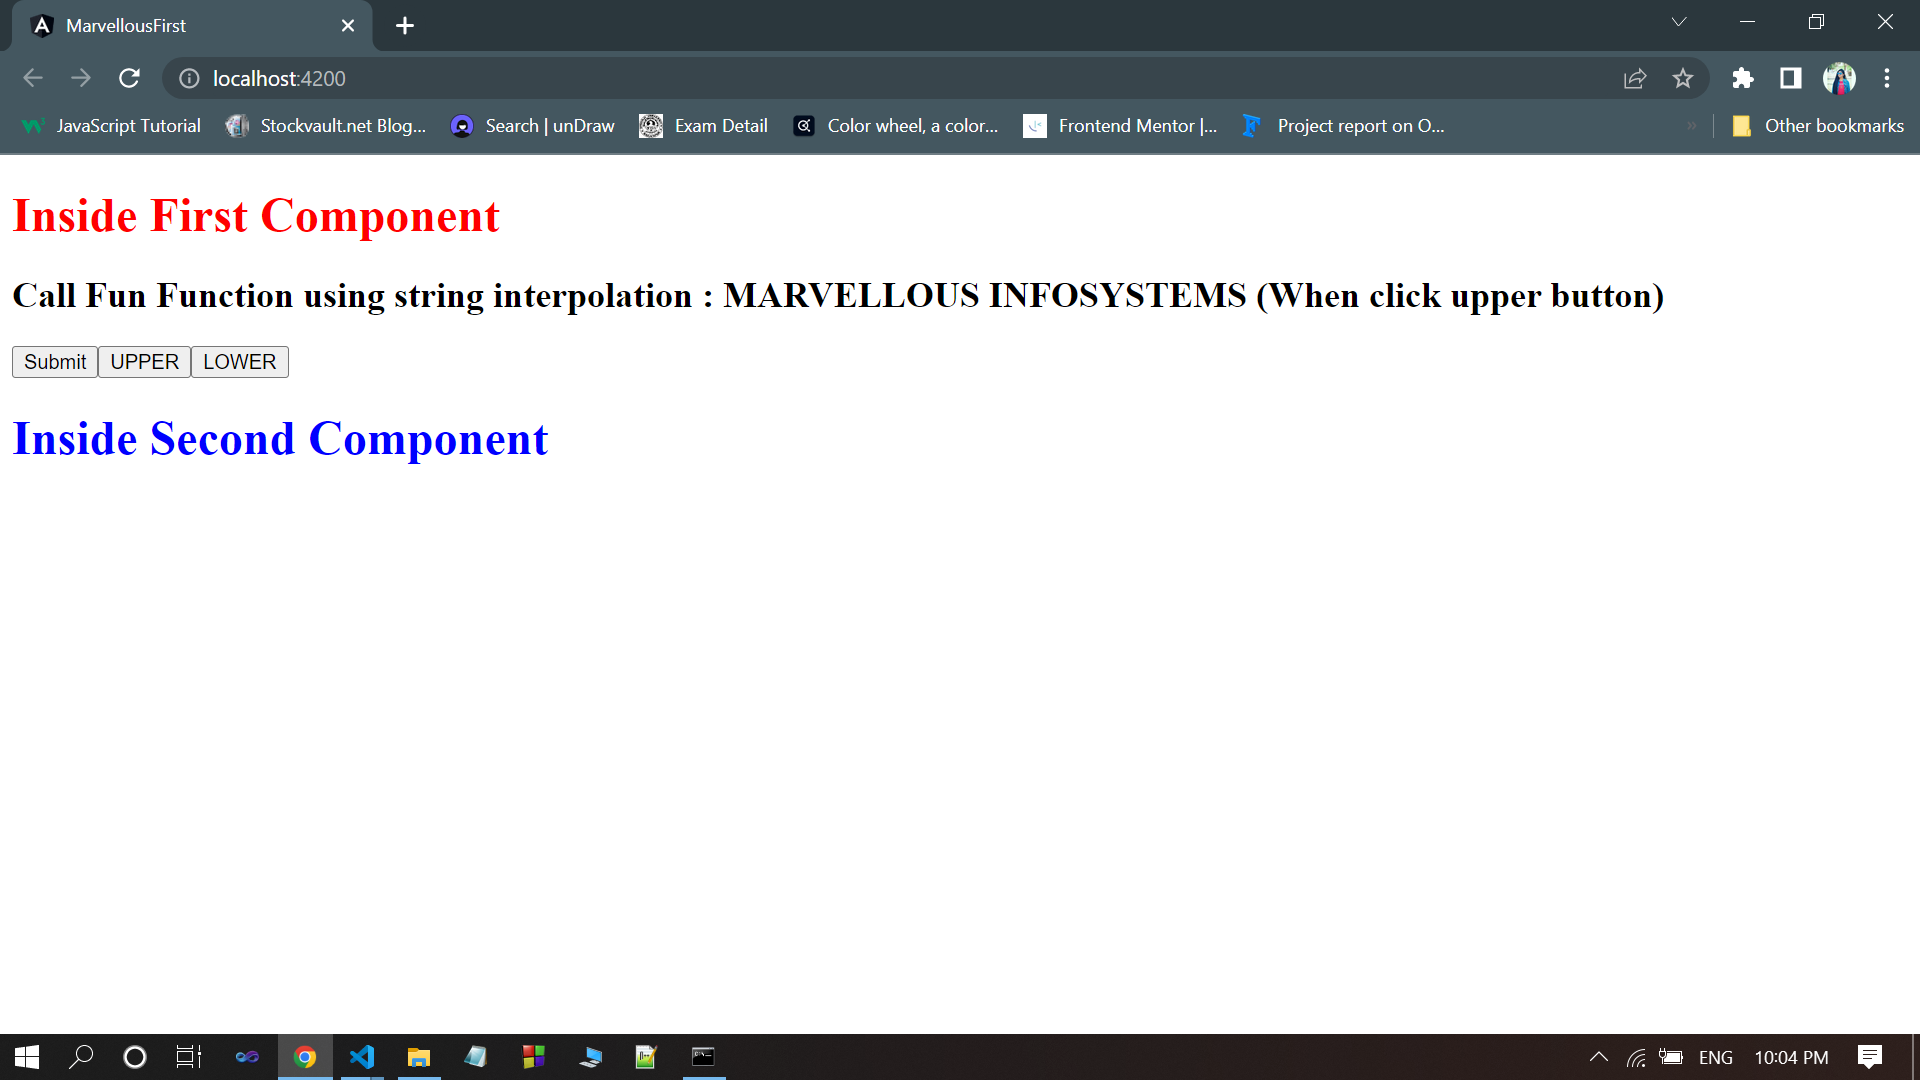 MarvellousFirst
localhost:4200
JavaScript Tutorial Stockvault.net Blog... Search | unDraw Exam Detail Color wheel, a color... Frontend Mentor |... Project report on O... » Other bookmarks
Inside First Component
Call Fun Function using string interpolation : MARVELLOUS INFOSYSTEMS (When click upper button)
Submit UPPER LOWER
Inside Second Component
ENG 10:04 PM